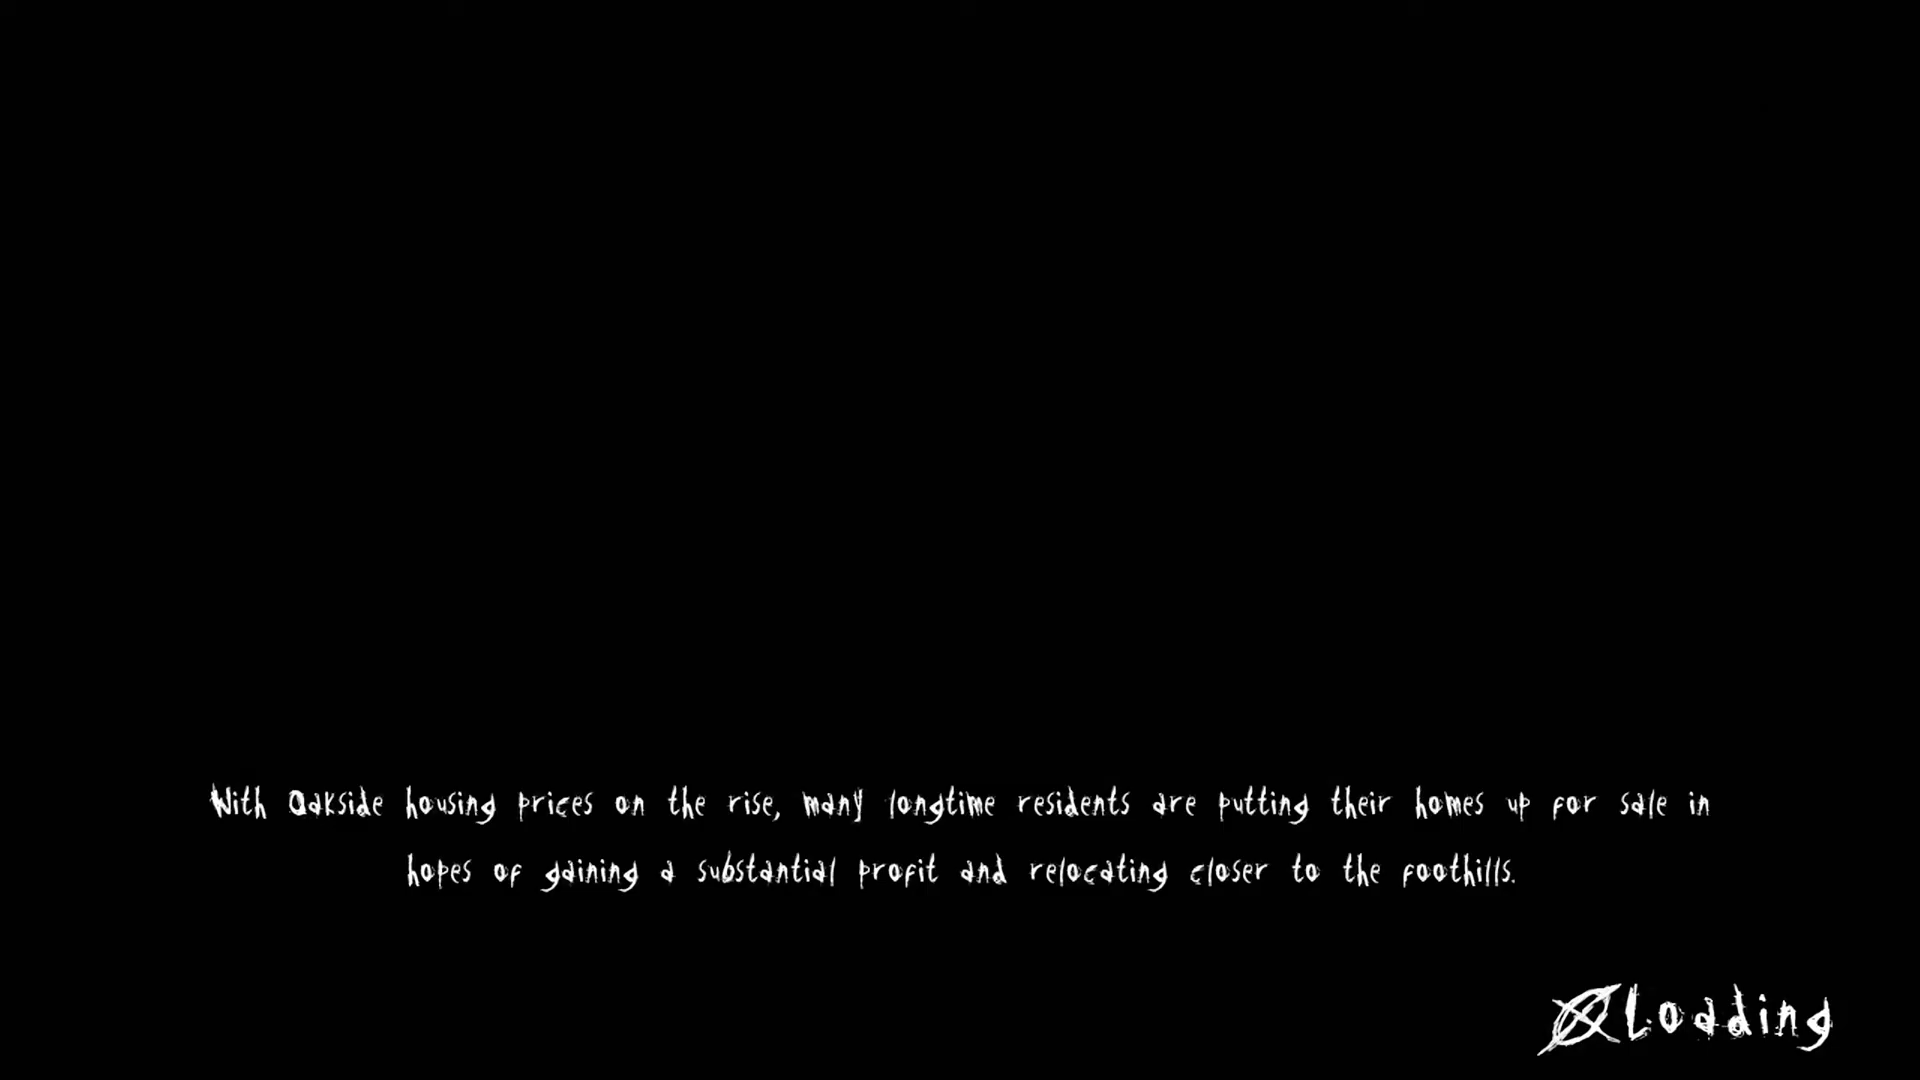 With Oakside housing prices on the rise, many longtime residents are putting their homes up for sale in
hopes of gaining a substantial profit and relocating closer to the foothills.
Loading